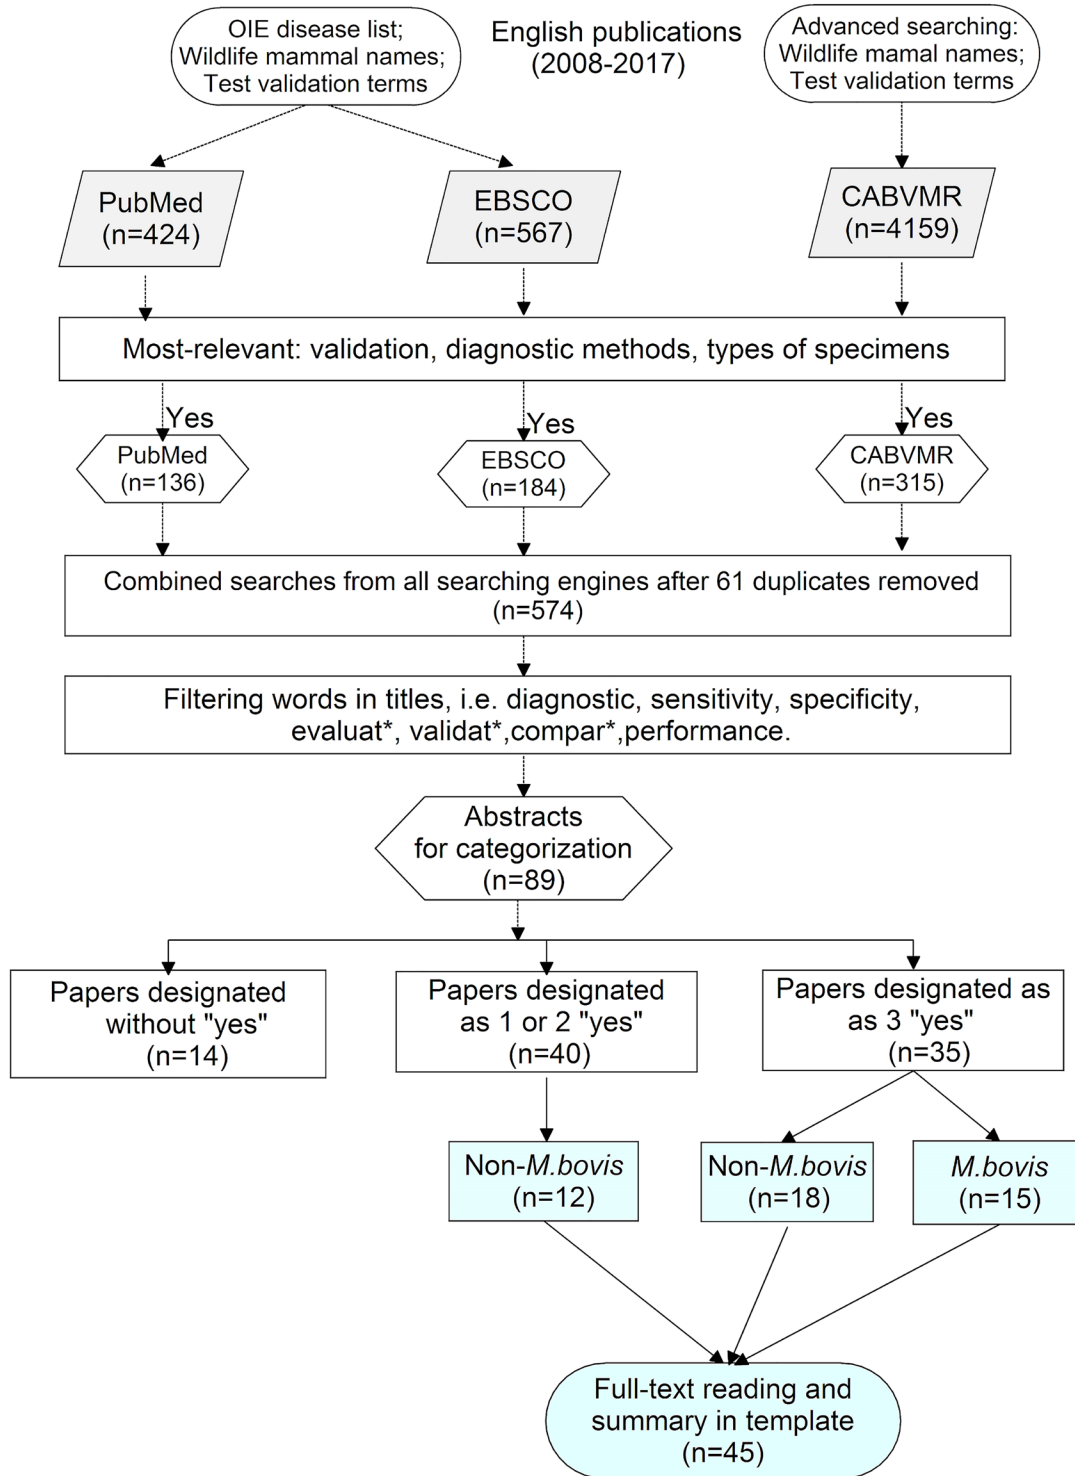 OIE disease list;
Wildlife mammal names;
Test validation terms
English publications
(2008-2017)
Advanced searching:
Wildlife mamal names;
Test validation terms
PubMed
(n=424)
EBSCO
(n=567)
CABVMR
(n=4159)
Most-relevant: validation, diagnostic methods, types of specimens
Yes
Yes
Yes
PubMed
(n=136)
EBSCO
(n=184)
CABVMR
(n=315)
Combined searches from all searching engines after 61 duplicates removed
(n=574)
Filtering words in titles, i.e. diagnostic, sensitivity, specificity,
evaluat*, validat*,compar*,performance.
Abstracts
for categorization
(n=89)
Papers designated
without "yes"
(n=14)
Papers designated
as 1 or 2 "yes"
(n=40)
Papers designated as
as 3 "yes"
(n=35)
Non-M.bovis
(n=12)
Non-M.bovis
(n=18)
M.bovis
(n=15)
Full-text reading and
summary in template
(n=45)